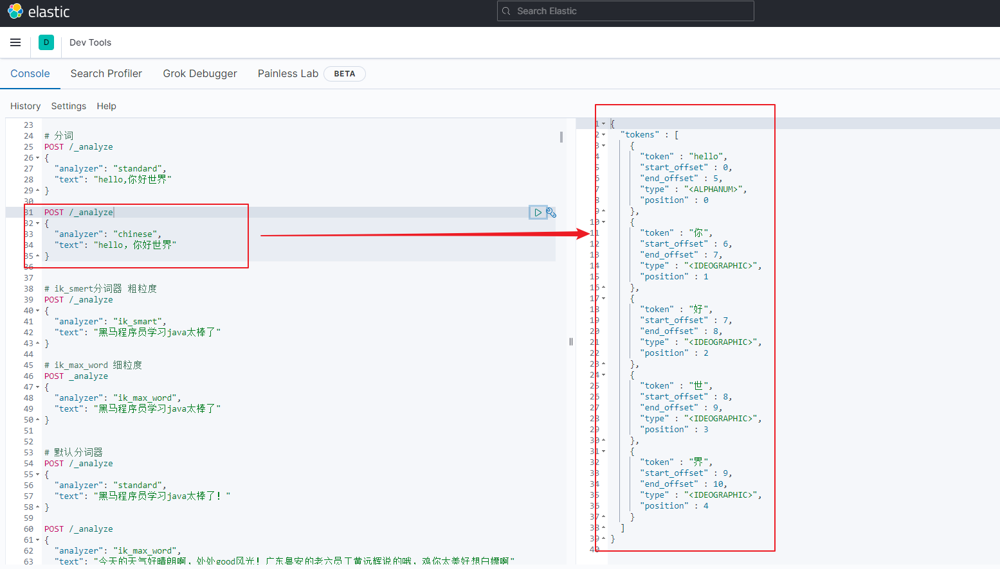 elastic
Search Elastic
D
Dev Tools
Console Search Profiler Grok Debugger Painless Lab BETA
History Settings Help
23
24 # 分词
25 POST /_analyze
26 {
27 "analyzer": "standard",
28 "text": "hello,你好世界"
29 }
30
31 POST /_analyze
32 {
33 "analyzer": "chinese",
34 "text": "hello，你好世界"
35 }
36
37
38 # ik_smert分词器 粗粒度
39 POST /_analyze
40 {
41 "analyzer": "ik_smart",
42 "text": "黑马程序员学习java太棒了"
43 }
44
45 # ik_max_word 细粒度
46 POST _analyze
47 {
48 "analyzer": "ik_max_word",
49 "text": "黑马程序员学习java太棒了"
50 }
51
52
53 # 默认分词器
54 POST /_analyze
55 {
56 "analyzer": "standard",
57 "text": "黑马程序员学习java太棒了！"
58 }
59
60 POST /_analyze
61 {
62 "analyzer": "ik_max_word",
63 "text": "今天的天气好晴朗啊，处处good风光！广东粤安的老六员工黄远辉说的哦，鸡你太美好想白嫖啊"
1 {
2 "tokens" : [
3 {
4 "token" : "hello",
5 "start_offset" : 0,
6 "end_offset" : 5,
7 "type" : "<ALPHANUM>",
8 "position" : 0
9 },
10 {
11 "token" : "你",
12 "start_offset" : 6,
13 "end_offset" : 7,
14 "type" : "<IDEOGRAPHIC>",
15 "position" : 1
16 },
17 {
18 "token" : "好",
19 "start_offset" : 7,
20 "end_offset" : 8,
21 "type" : "<IDEOGRAPHIC>",
22 "position" : 2
23 },
24 {
25 "token" : "世",
26 "start_offset" : 8,
27 "end_offset" : 9,
28 "type" : "<IDEOGRAPHIC>",
29 "position" : 3
30 },
31 {
32 "token" : "界",
33 "start_offset" : 9,
34 "end_offset" : 10,
35 "type" : "<IDEOGRAPHIC>",
36 "position" : 4
37 }
38 ]
39 }
40